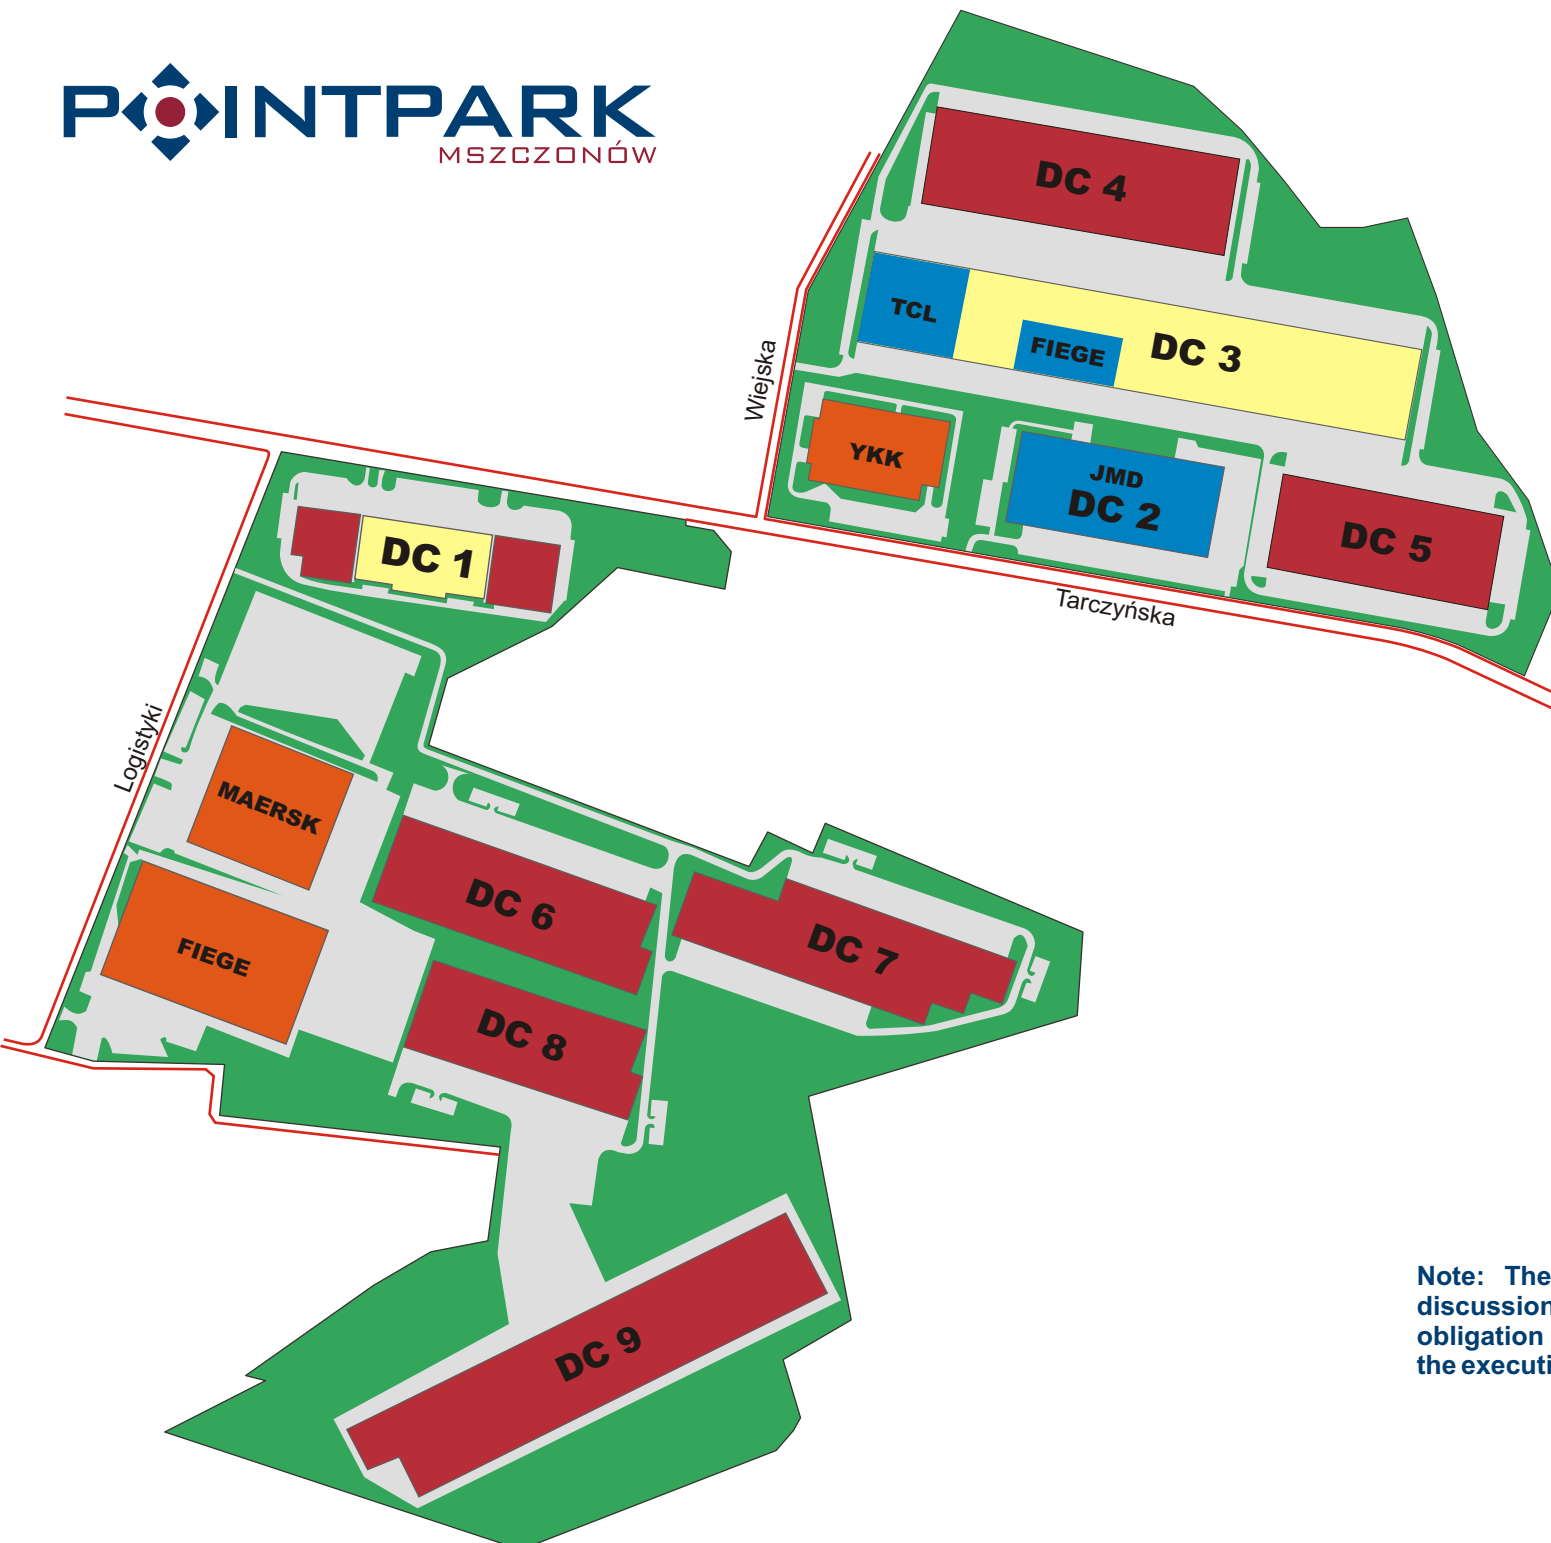 POINTPARK
MSZCZONÓW
DC 4
TCL
FIEGE
DC 3
Wiejska
YKK
JMD
DC 2
DC 5
DC 1
Tarczyńska
Logistyki
MAERSK
DC 6
FIEGE
DC 7
DC 8
DC 9
Note: The
discussion
obligation
the executi